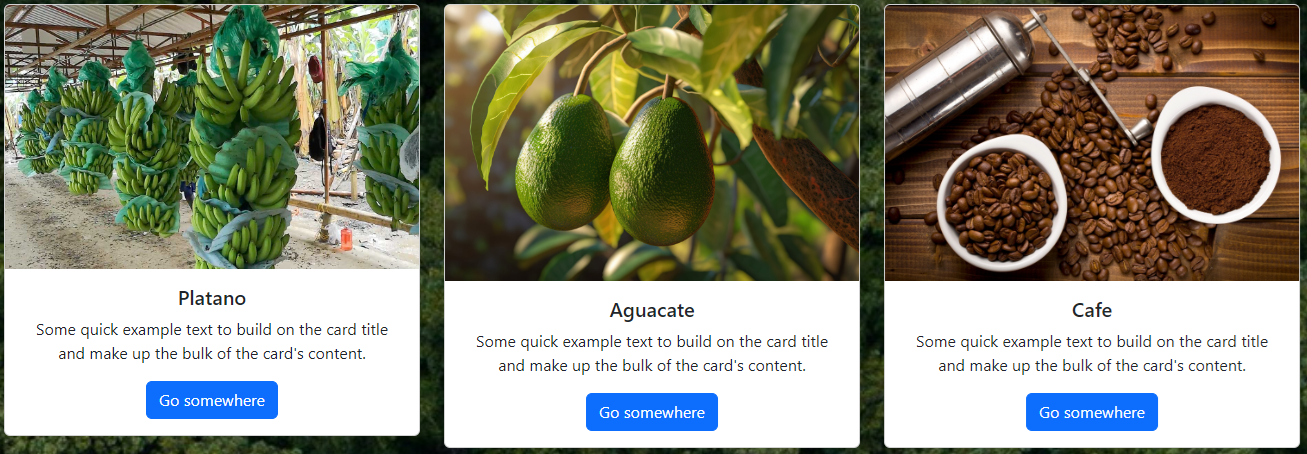 Platano
Some quick example text to build on the card title
and make up the bulk of the card's content.
Go somewhere
Aguacate
Some quick example text to build on the card title
and make up the bulk of the card's content.
Go somewhere
Cafe
Some quick example text to build on the card title
and make up the bulk of the card's content.
Go somewhere